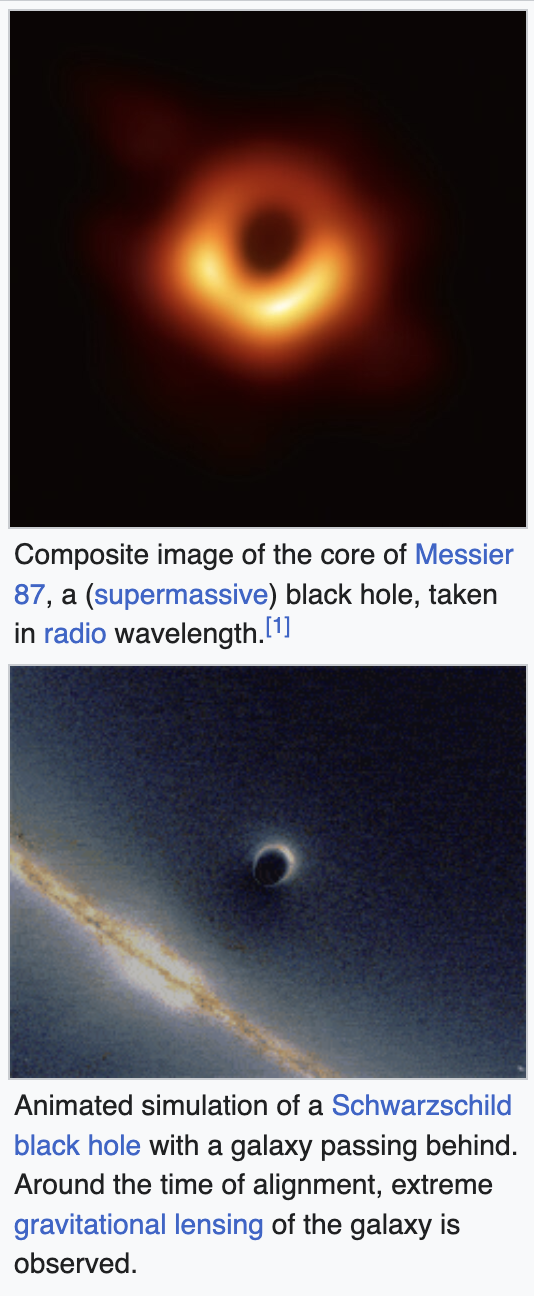 Composite image of the core of Messier
87, a (supermassive) black hole, taken
in radio wavelength.[1]
Animated simulation of a Schwarzschild
black hole with a galaxy passing behind.
Around the time of alignment, extreme
gravitational lensing of the galaxy is
observed.